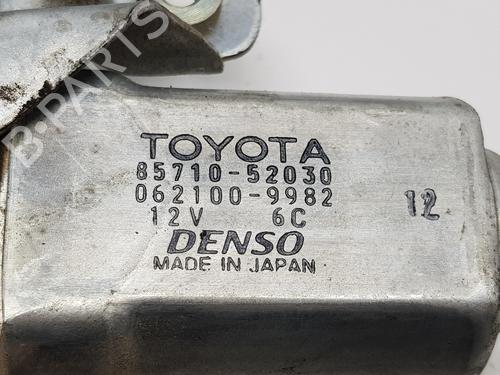 B-PARTS
TOYOTA
85710-52030
062100-9982
12V 6C 12
DENSO
MADE IN JAPAN